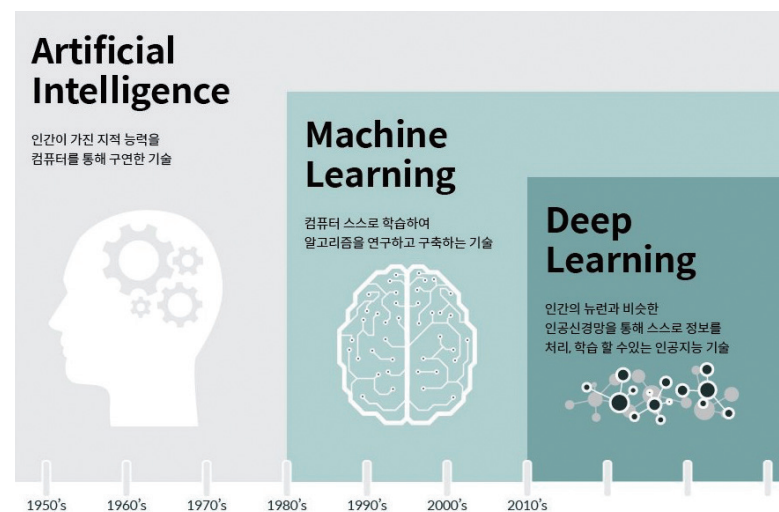 Artificial
Intelligence
인간이 가진 지적 능력을
컴퓨터를 통해 구연한 기술
Machine
Learning
컴퓨터 스스로 학습하여
알고리즘을 연구하고 구축하는 기술
Deep
Learning
인간의 뉴런과 비슷한
인공신경망을 통해 스스로 정보를
처리, 학습 할 수있는 인공지능 기술
1950's 1960's 1970's 1980's 1990's 2000's 2010's